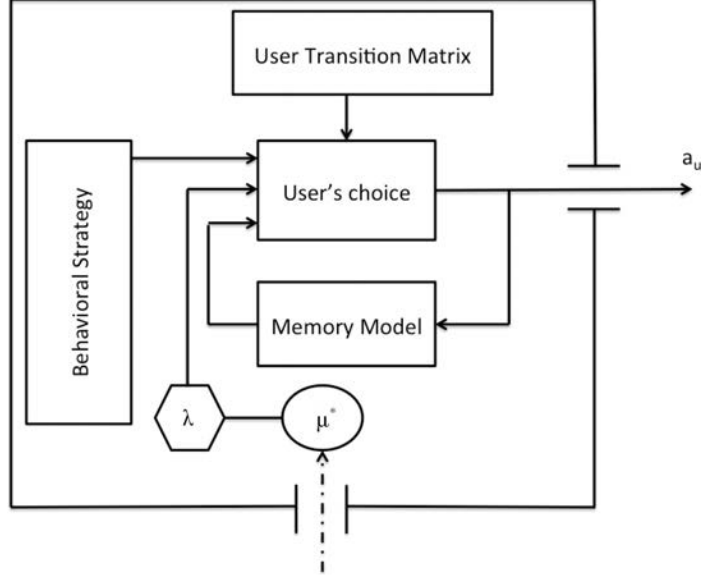 User Transition Matrix
a_u
User's choice
Behavioral Strategy
Memory Model
λ
μ*